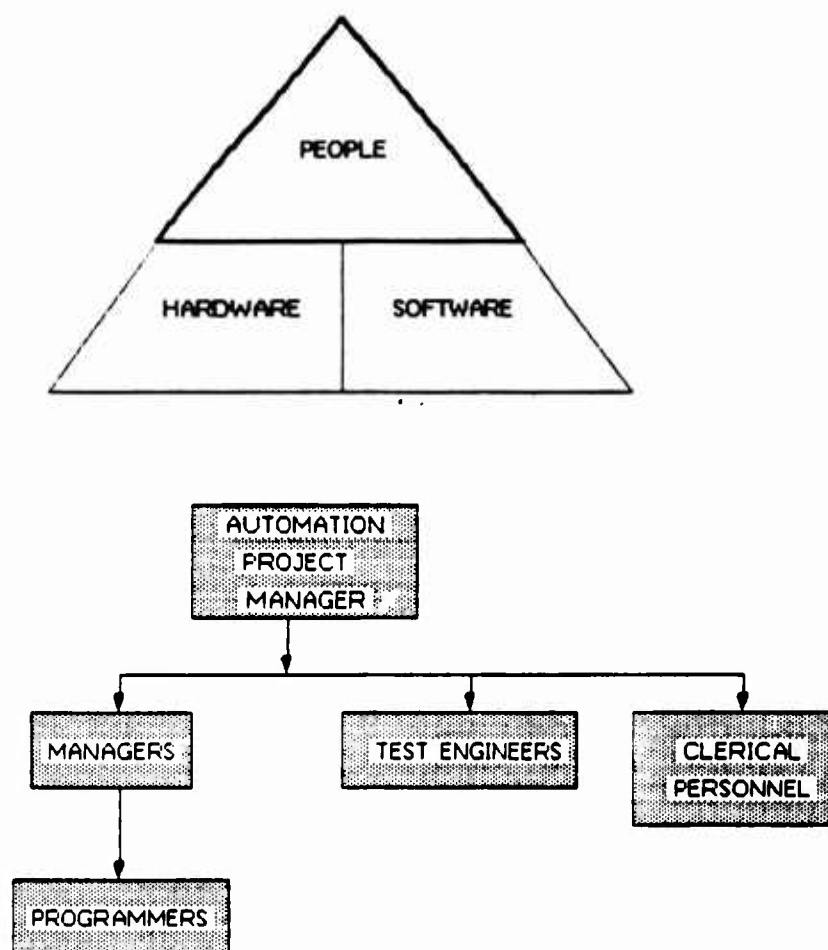 PEOPLE
HARDWARE SOFTWARE
AUTOMATION
PROJECT
MANAGER
MANAGERS TEST ENGINEERS CLERICAL
PERSONNEL
PROGRAMMERS